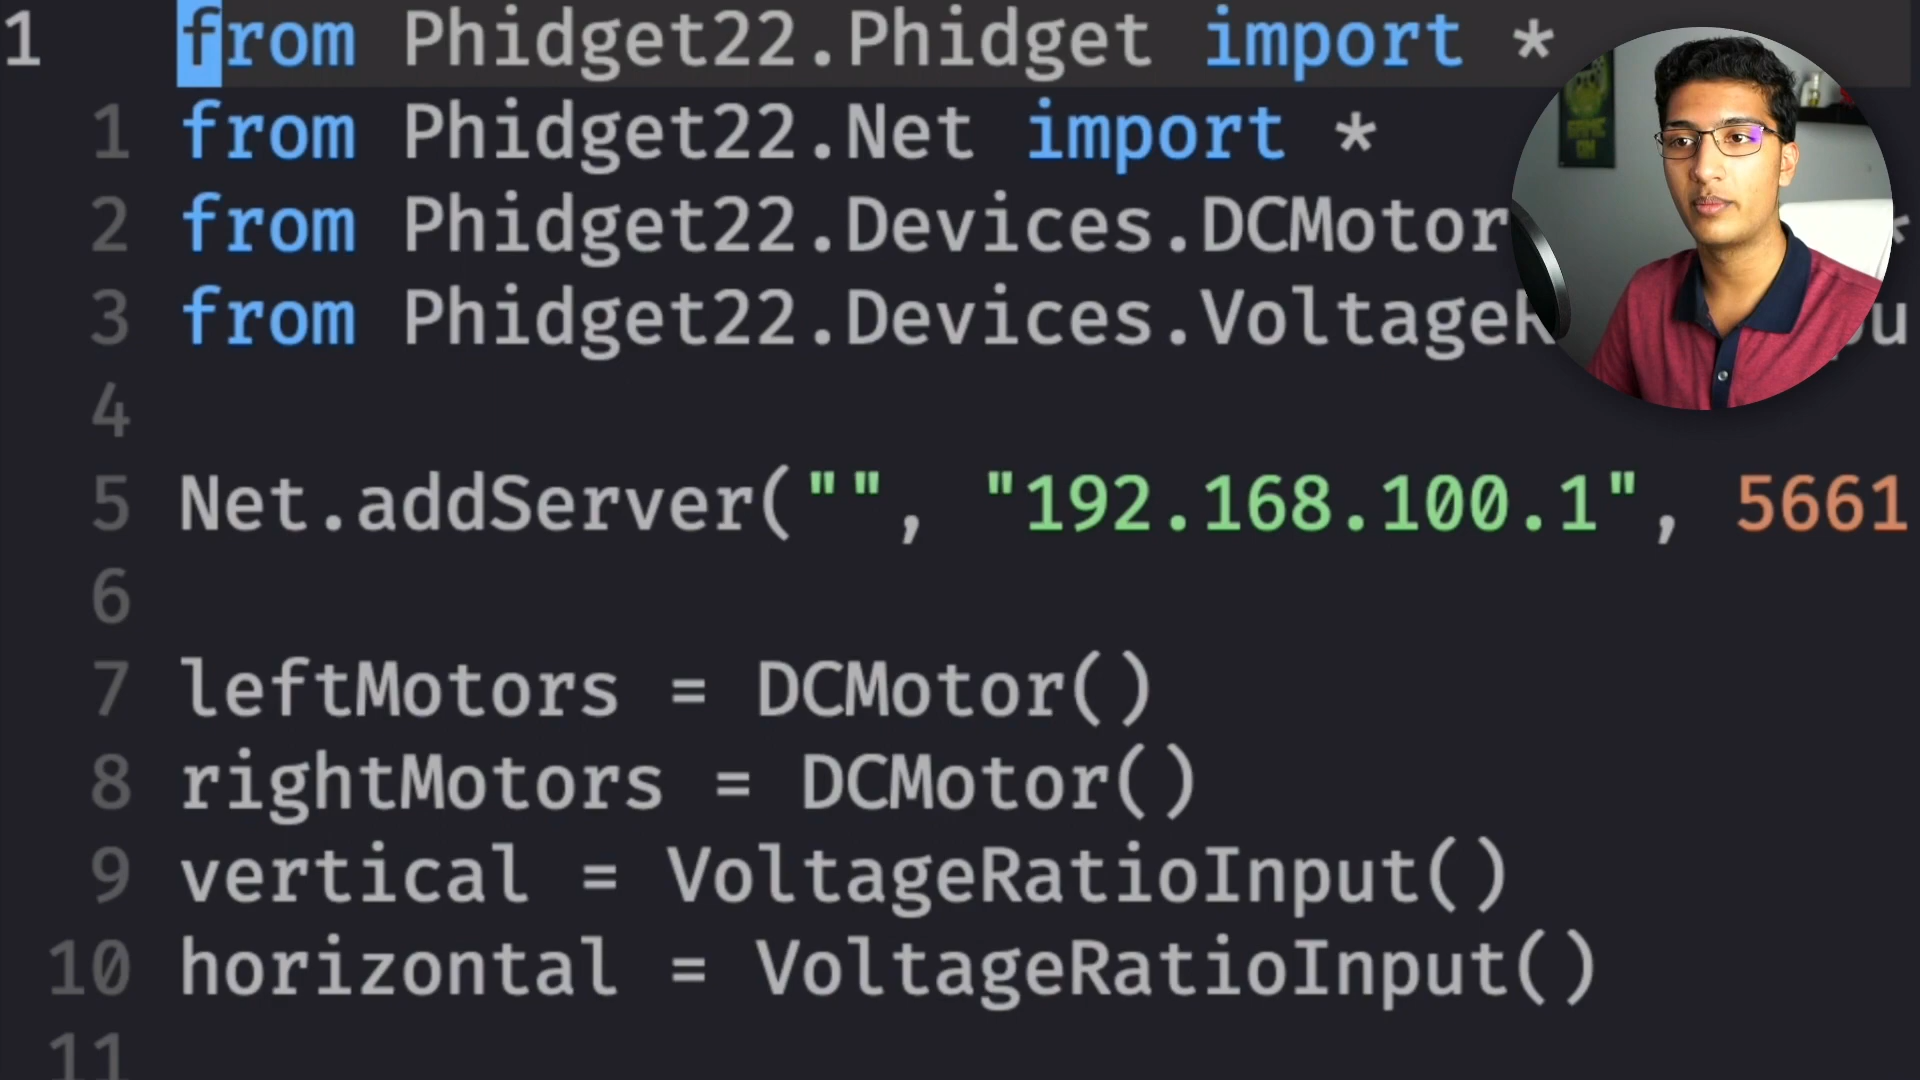 1 from Phidget22.Phidget import *
1 from Phidget22.Net import *
2 from Phidget22.Devices.DCMotor *
3 from Phidget22.Devices.VoltageR pu
4
5 Net.addServer("", "192.168.100.1", 5661
6
7 leftMotors = DCMotor()
8 rightMotors = DCMotor()
9 vertical = VoltageRatioInput()
10 horizontal = VoltageRatioInput()
11